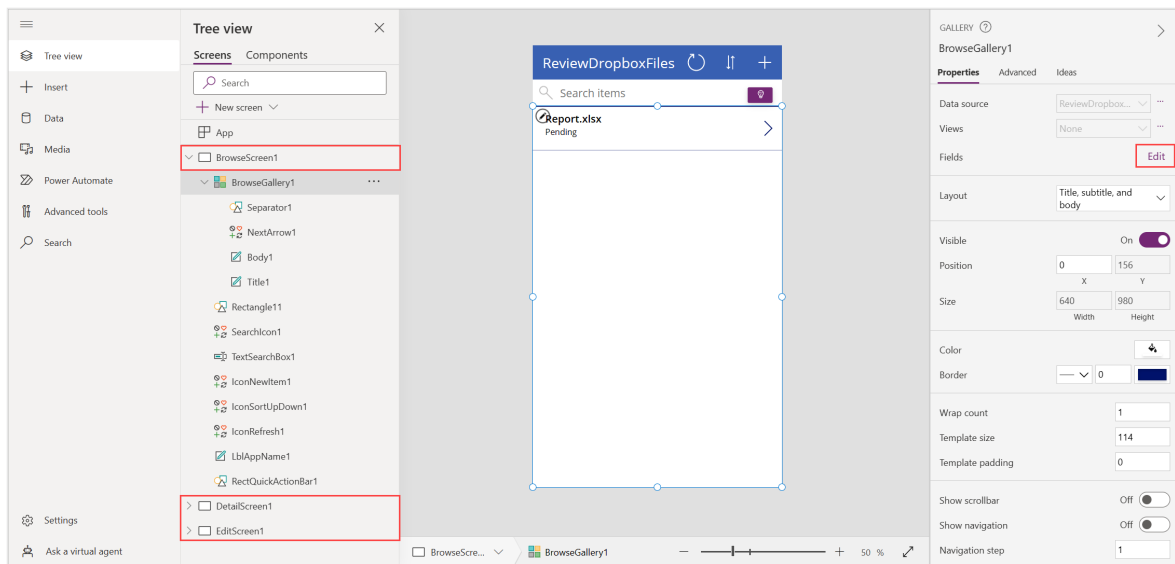 Tree view
Insert
Data
Media
Power Automate
Advanced tools
Search
Settings
Ask a virtual agent
Tree view
Screens Components
Search
New screen
App
BrowseScreen1
BrowseGallery1
Separator1
NextArrow1
Body1
Title1
Rectangle11
SearchIcon1
TextSearchBox1
IconNewItem1
IconSortUpDown1
IconRefresh1
LblAppName1
RectQuickActionBar1
DetailScreen1
EditScreen1
ReviewDropboxFiles
Search items
Report.xlsx
Pending
BrowseScre... BrowseGallery1 50 %
GALLERY
BrowseGallery1
Properties Advanced Ideas
Data source ReviewDropbox...
Views None
Fields Edit
Layout Title, subtitle, and
body
Visible On
Position 0 156
X Y
Size 640 980
Width Height
Color
Border 0
Wrap count 1
Template size 114
Template padding 0
Show scrollbar Off
Show navigation Off
Navigation step 1